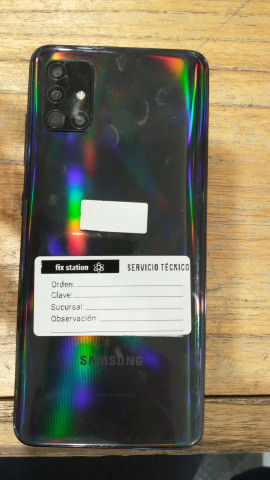 fix station SERVICIO TÉCNICO
Orden:
Clave:
Sucursal:
Observación:
SAMSUNG